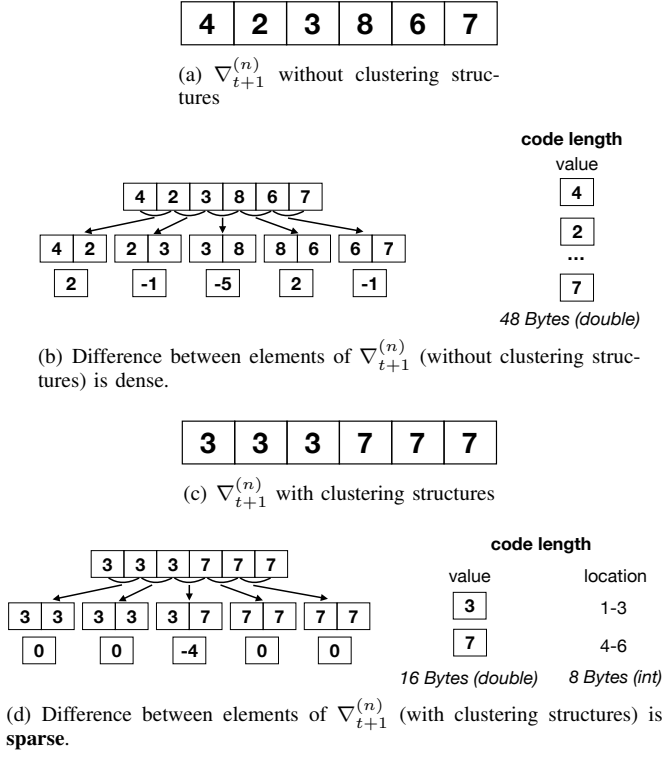 4 2 3 8 6 7
(a) ∇_{t+1}^{(n)} without clustering struc-
tures
code length
value
4 2 3 8 6 7
4
4 2 2 3 3 8 8 6 6 7
2
...
2 -1 -5 2 -1
7
48 Bytes (double)
(b) Difference between elements of ∇_{t+1}^{(n)} (without clustering struc-
tures) is dense.
3 3 3 7 7 7
(c) ∇_{t+1}^{(n)} with clustering structures
code length
3 3 3 7 7 7
value location
3 3 3 3 3 7 7 7 7 7
3 1-3
0 0 -4 0 0
7 4-6
16 Bytes (double) 8 Bytes (int)
(d) Difference between elements of ∇_{t+1}^{(n)} (with clustering structures) is
sparse.